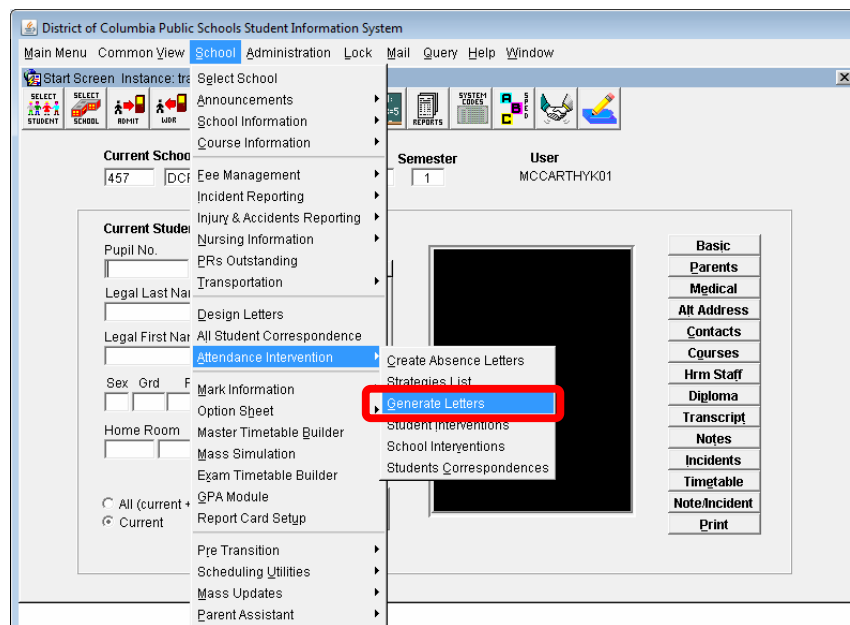 District of Columbia Public Schools Student Information System
Main Menu Common View School Administration Lock Mail Query Help Window
Start Screen Instance: tra
SELECT STUDENT
SELECT SCHOOL
ADMIT
WDR
REPORTS
SYSTEM CODES
Select School
Announcements
School Information
Course Information
Fee Management
Incident Reporting
Injury & Accidents Reporting
Nursing Information
PRs Outstanding
Transportation
Design Letters
All Student Correspondence
Attendance Intervention
Mark Information
Option Sheet
Master Timetable Builder
Mass Simulation
Exam Timetable Builder
GPA Module
Report Card Setup
Pre Transition
Scheduling Utilities
Mass Updates
Parent Assistant
Create Absence Letters
Strategies List
Generate Letters
Student Interventions
School Interventions
Students Correspondences
Current Schoo
457
Semester
1
User
MCCARTHYK01
Current Studen
Pupil No.
Legal Last Nar
Legal First Nar
Sex Grd
Home Room
All (current +
Current
Basic
Parents
Medical
Alt Address
Contacts
Courses
Hrm Staff
Diploma
Transcript
Notes
Incidents
Timetable
Note/Incident
Print